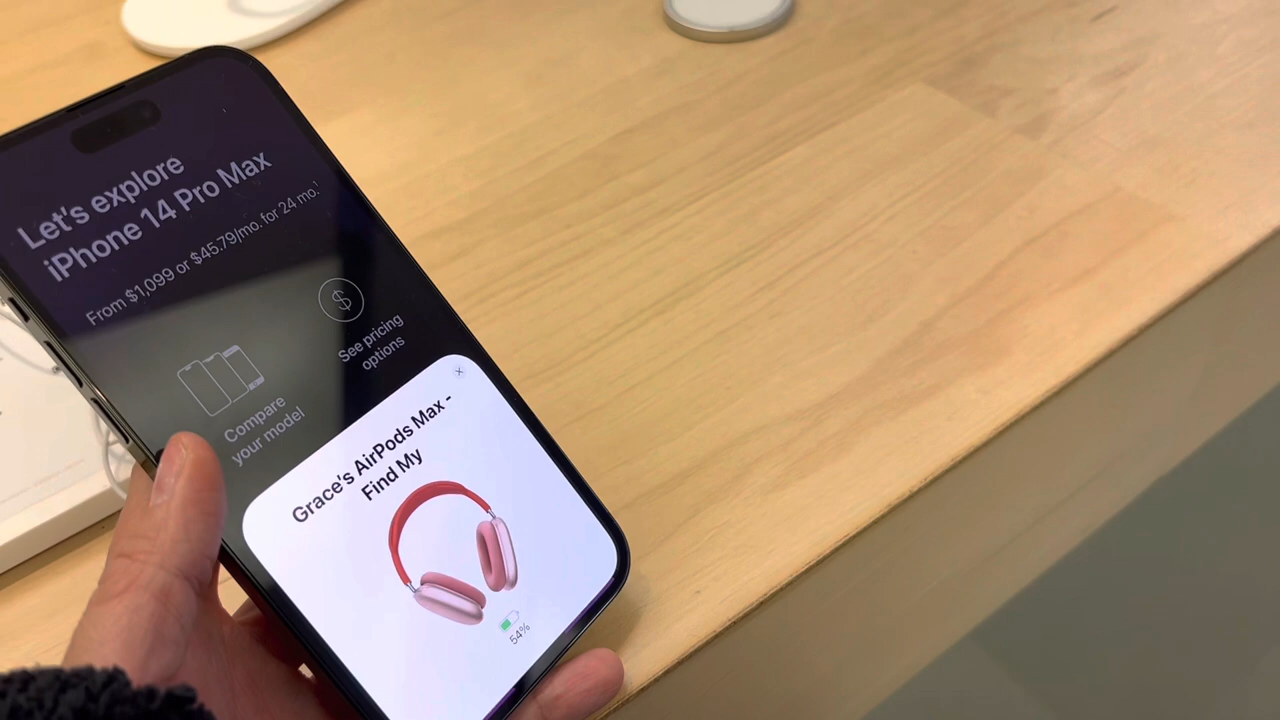 Let's explore
iPhone 14 Pro Max
From $1,099 or $45.79/mo. for 24 mo.¹
$
See pricing
options
Compare
your model
Grace's AirPods Max -
Find My
54%